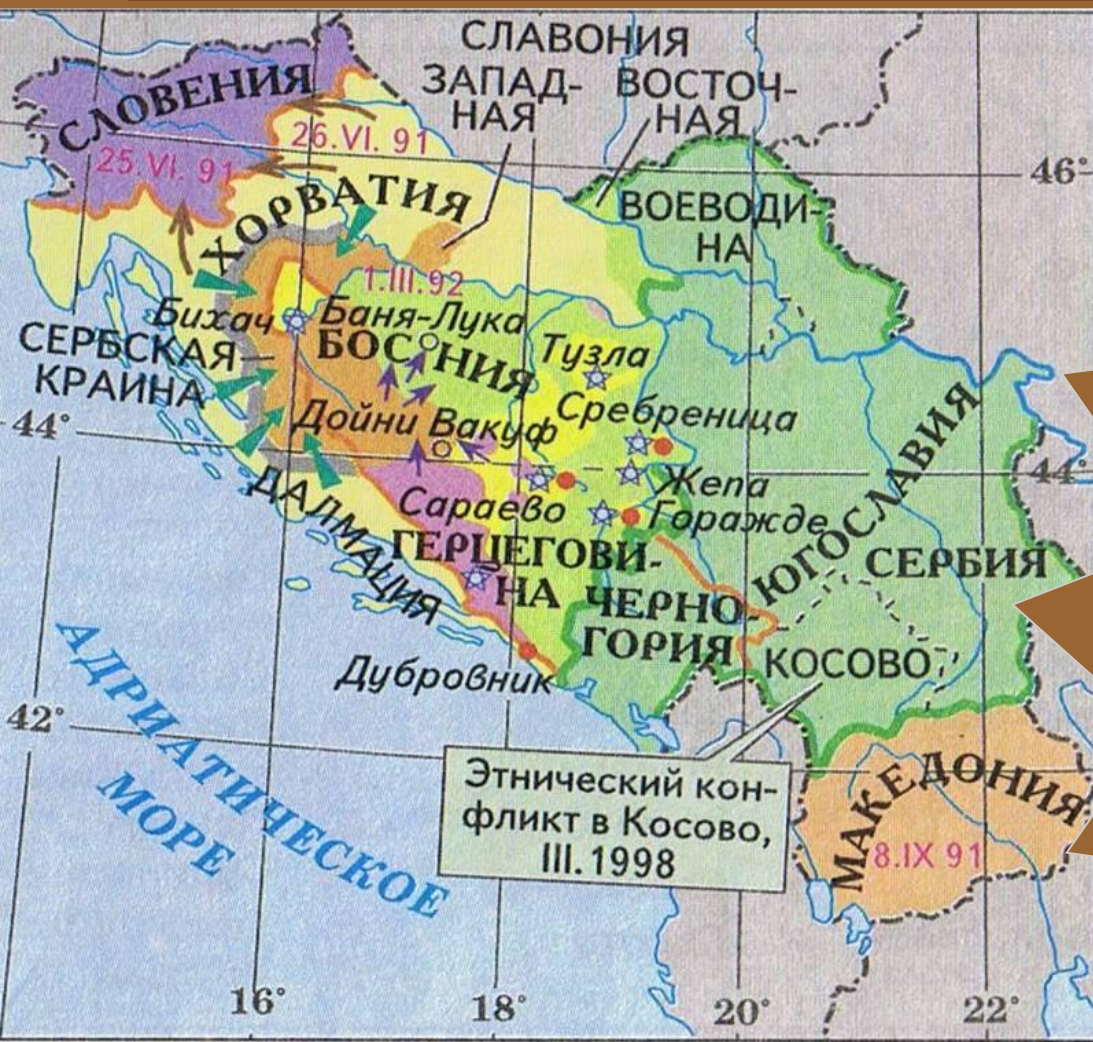 СЛАВОНИЯ
ЗАПАД-
НАЯ
ВОСТОЧ-
НАЯ
СЛОВЕНИЯ
26.VI. 91
25.VI. 91
46°
ХОРВАТИЯ
ВОЕВОДИ-
НА
1.III.92
Бихач
Баня-Лука
СЕРБСКАЯ
КРАИНА
БОСНИЯ
Тузла
Сребреница
44°
Дойни Вакуф
44°
Жепа
Сараево
Горажде
ДАЛМАЦИЯ
ГЕРЦЕГОВИ-
НА
ЮГОСЛАВИЯ
СЕРБИЯ
ЧЕРНО-
ГОРИЯ
КОСОВО
Дубровник
АДРИАТИЧЕСКОЕ
МОРЕ
42°
Этнический кон-
фликт в Косово,
III.1998
МАКЕДОНИЯ
8.IX 91
16°
18°
20°
22°